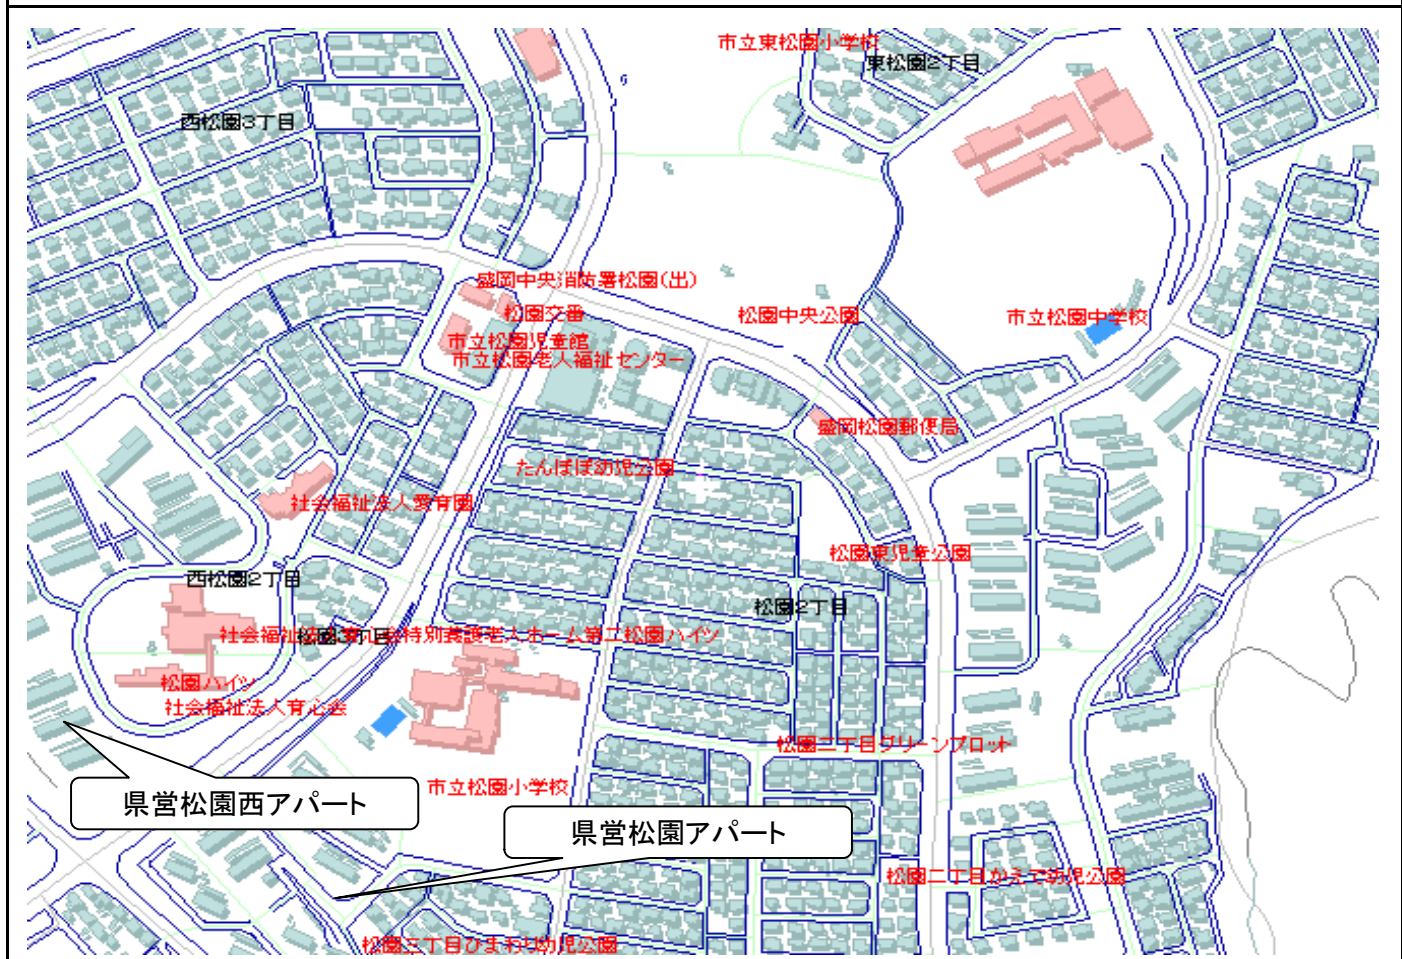 市立東松園小学校
東松園2丁目
西松園3丁目
盛岡中央消防署松園(出)
松園交番
松園中央公園
市立松園中学校
市立松園児童館
市立松園老人福祉センター
盛岡松園郵便局
たんぽぽ幼児公園
社会福祉法人愛育園
松園東児童公園
西松園2丁目
松園2丁目
社会福祉
松園3丁目
会特別養護老人ホーム第二松園ハイツ
松園ハイツ
社会福祉法人育心会
松園二丁目グリーンプロット
市立松園小学校
県営松園西アパート
県営松園アパート
松園二丁目かえで幼児公園
松園三丁目ひまわり幼児公園